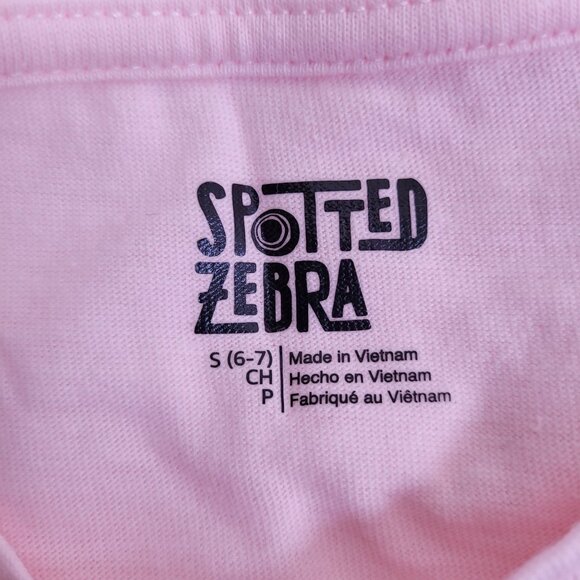 SPOTTED
ZEBRA
S (6-7) | Made in Vietnam
CH | Hecho en Vietnam
P | Fabriqué au Viêtnam